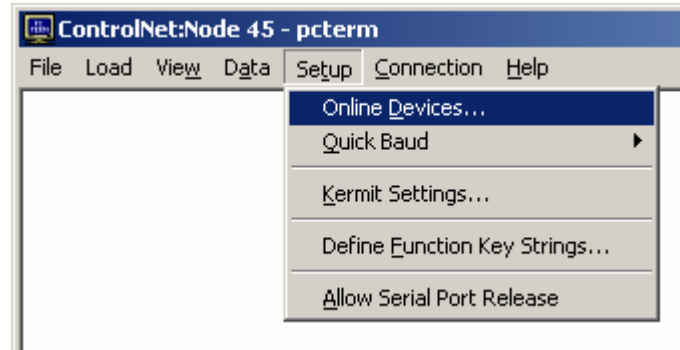 ControlNet:Node 45 - pcterm
File Load View Data Setup Connection Help
Online Devices...
Quick Baud
Kermit Settings...
Define Function Key Strings...
Allow Serial Port Release